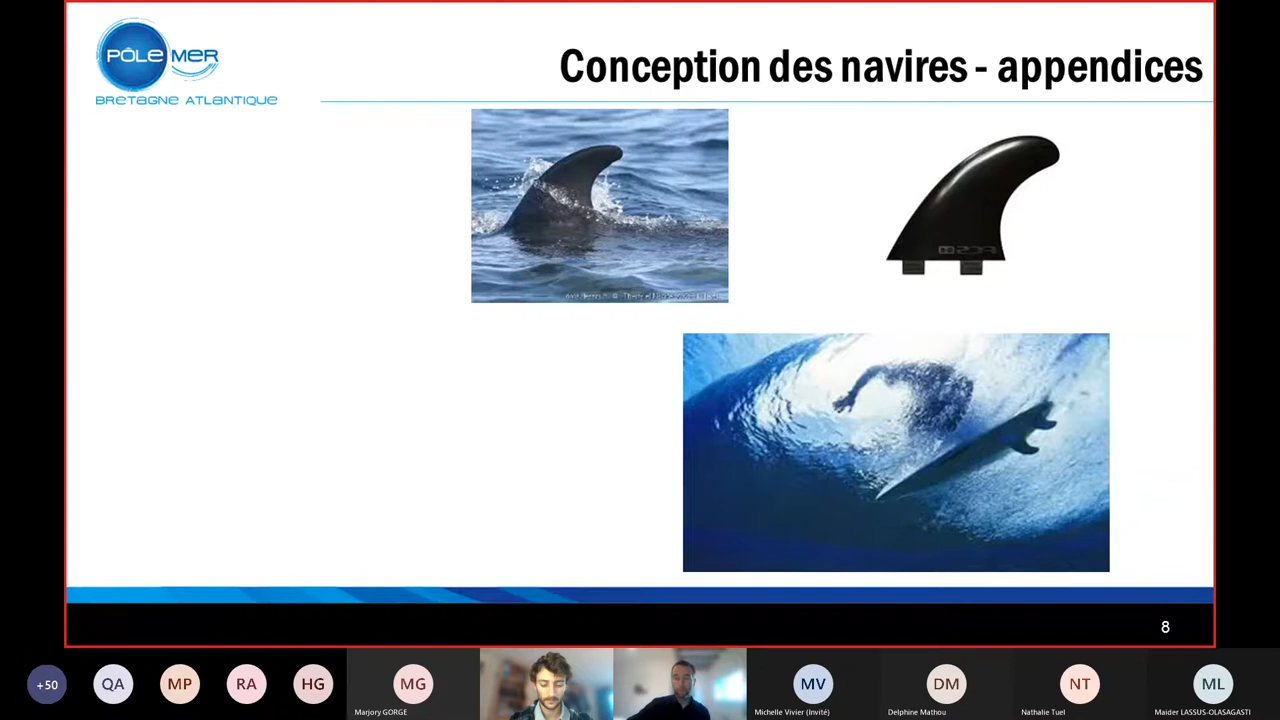 PÔLE MER
BRETAGNE ATLANTIQUE
Conception des navires - appendices
8
+50
QA
MP
RA
HG
MG
MV
DM
NT
ML
Marjory GORGE
Michelle Vivier (Invité)
Delphine Mathou
Nathalie Tuel
Maider LASSUS-OLASAGASTI